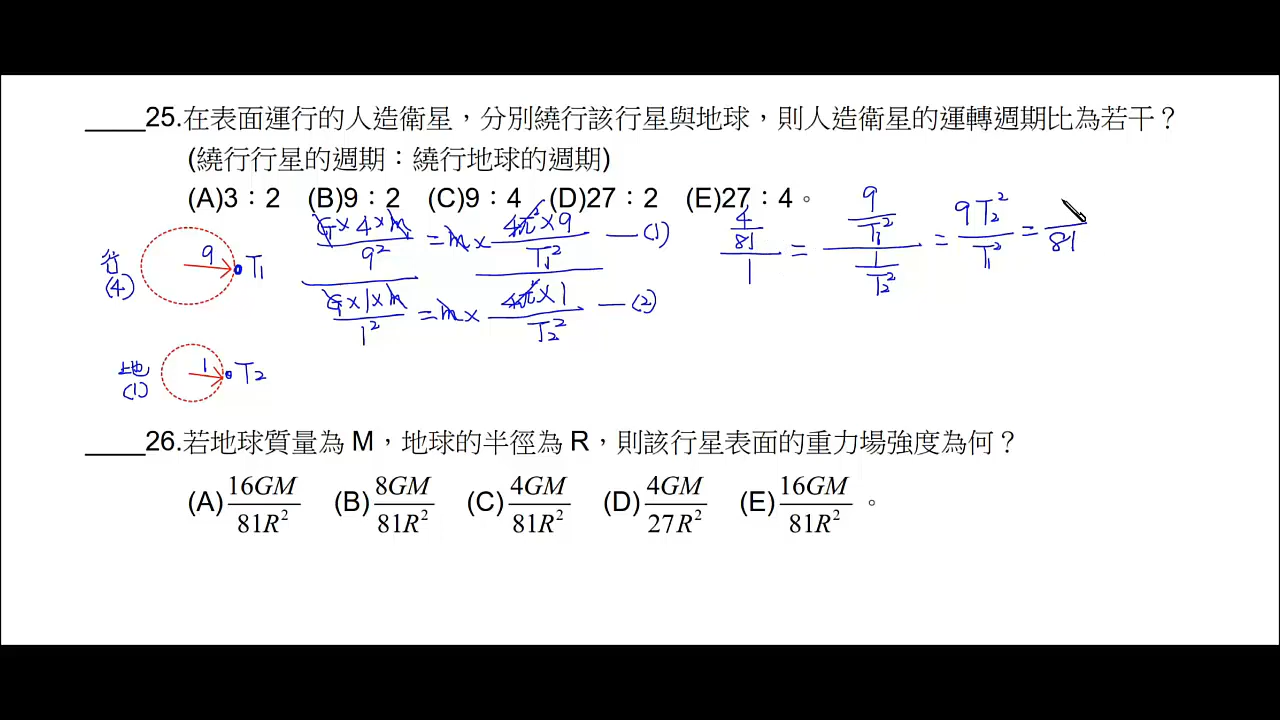 ____25.在表面運行的人造衛星，分別繞行該行星與地球，則人造衛星的運轉週期比為若干？
(繞行行星的週期：繞行地球的週期)
(A)3：2 (B)9：2 (C)9：4 (D)27：2 (E)27：4。
行(4) 9 T₁
(G×4×m)/9² = m× (4π²×9)/T₁² —(1)
(G×1×m)/1² = m× (4π²×1)/T₂² —(2)
(4/81)/1 = (9/T₁²)/(1/T₂²) = 9T₂²/T₁² = /81
地(1) 1 T₂
____26.若地球質量為 M，地球的半徑為 R，則該行星表面的重力場強度為何？
(A) 16GM/81R² (B) 8GM/81R² (C) 4GM/81R² (D) 4GM/27R² (E) 16GM/81R² 。